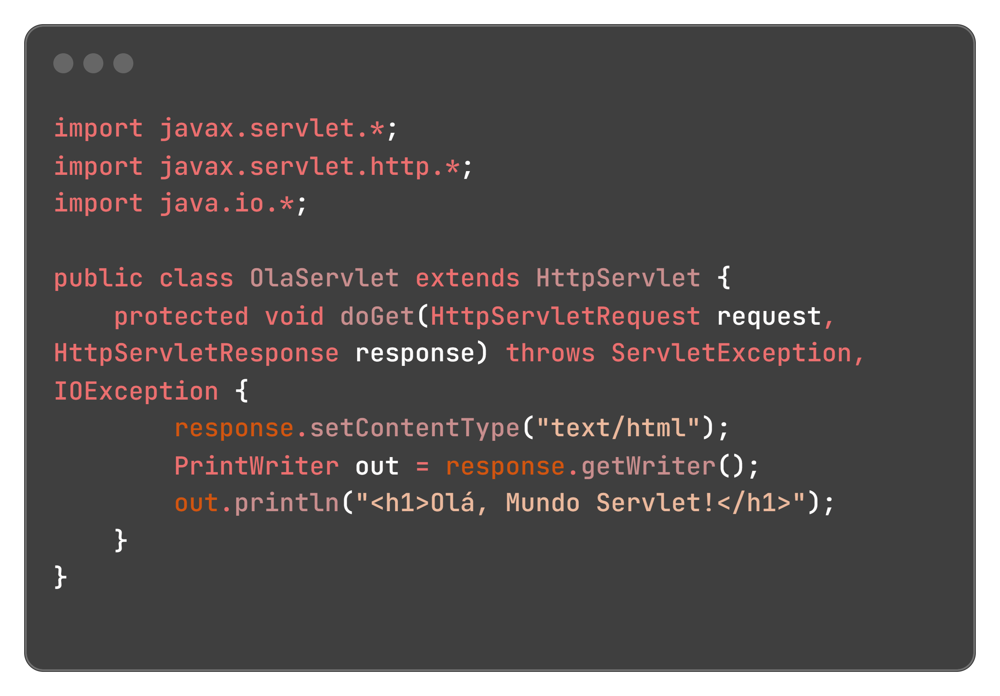 import javax.servlet.*;
import javax.servlet.http.*;
import java.io.*;

public class OlaServlet extends HttpServlet {
    protected void doGet(HttpServletRequest request,
HttpServletResponse response) throws ServletException,
IOException {
        response.setContentType("text/html");
        PrintWriter out = response.getWriter();
        out.println("<h1>Olá, Mundo Servlet!</h1>");
    }
}